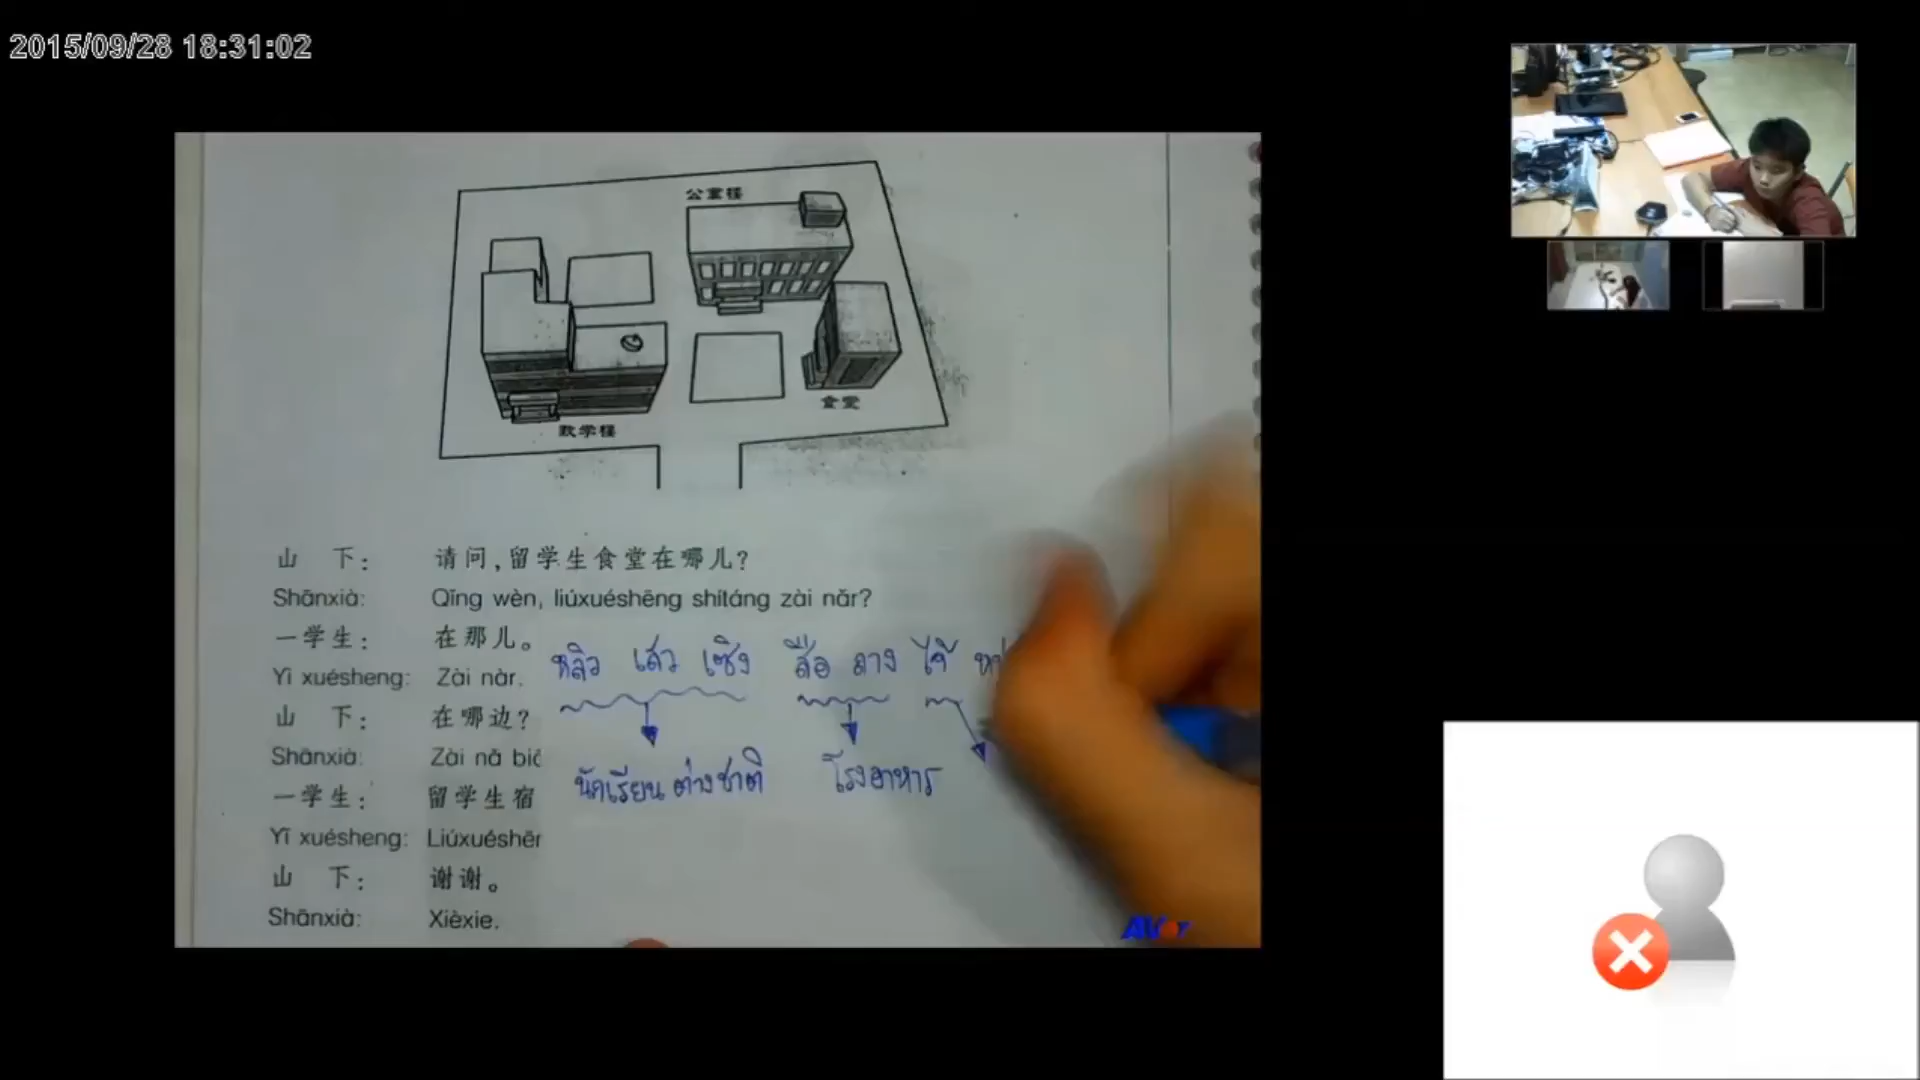 2015/09/28 18:31:02
公寓楼
食堂
教学楼
山 下: 请问,留学生食堂在哪儿?
Shānxià: Qǐng wèn, liúxuéshēng shítáng zài nǎr?
一学生: 在那儿。
หลิว เสวี เซิง สือ ถาง ไจ้
Yì xuésheng: Zài nàr.
山 下: 在哪边?
Shānxià: Zài nǎ
นักเรียน ต่างชาติ โรงอาหาร
一学生: 留学生宿
Yī xuésheng:
山 下: 谢谢。
Shānxià: Xièxie.